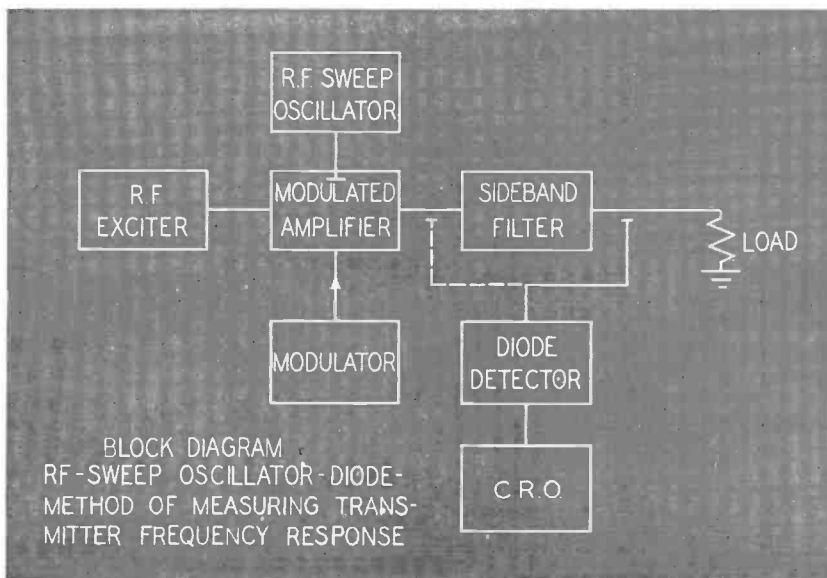 R.F. SWEEP
OSCILLATOR
R.F
EXCITER
MODULATED
AMPLIFIER
SIDEBAND
FILTER
LOAD
MODULATOR
DIODE
DETECTOR
C.R.O.
BLOCK DIAGRAM
RF-SWEEP OSCILLATOR-DIODE-
METHOD OF MEASURING TRANS-
MITTER FREQUENCY RESPONSE